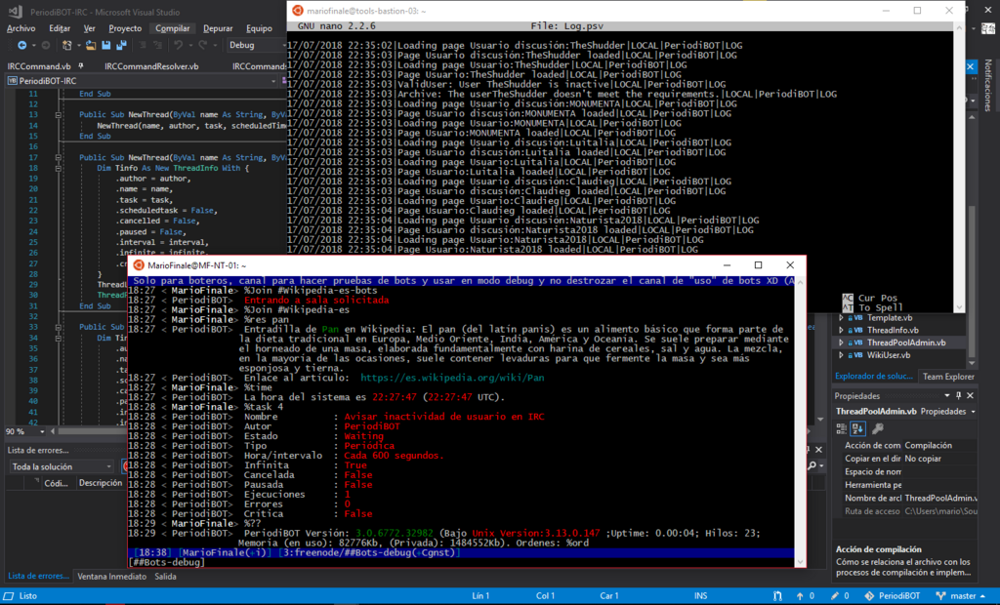 PeriodiBOT-IRC - Microsoft Visual Studio
Archivo Editar Ver Proyecto Compilar Depurar Equipo
Debug
IRCCommand.vb IRCCommandResolver.vb
PeriodiBOT-IRC
11 End Sub
12
13 Public Sub NewThread(ByVal name As String,
14 NewThread(name, author, task,
15 End Sub
16
17 Public Sub NewThread(ByVal name As String,
18 Dim Tinfo As New ThreadInfo With {
19 .author = author,
20 .name = name,
21 .task = task,
22 .scheduledtask = False,
23 .cancelled = False,
24 .paused = False,
25 .interval = interval,
26 .infinite = infinite,
27
28 }
29
30
31 End Sub
32
33 Public Sub
34 Dim
35
36
37
38
39
40
41
42
90 %
mariofinale@tools-bastion-03: ~
GNU nano 2.2.6 File: Log.psv
17/07/2018 22:35:02|Loading page Usuario discusión:TheShudder|LOCAL|PeriodiBOT|LOG
17/07/2018 22:35:03|Page Usuario discusión:TheShudder loaded|LOCAL|PeriodiBOT|LOG
17/07/2018 22:35:03|Loading page Usuario:TheShudder|LOCAL|PeriodiBOT|LOG
17/07/2018 22:35:03|Page Usuario:TheShudder loaded|LOCAL|PeriodiBOT|LOG
17/07/2018 22:35:03|ValidUser: User TheShudder is inactive|LOCAL|PeriodiBOT|LOG
17/07/2018 22:35:03|Archive: The userTheShudder doesn't meet the requirements.|LOCAL|PeriodiBOT|LOG
17/07/2018 22:35:03|Loading page Usuario discusión:MONUMENTA|LOCAL|PeriodiBOT|LOG
17/07/2018 22:35:03|Page Usuario discusión:MONUMENTA loaded|LOCAL|PeriodiBOT|LOG
17/07/2018 22:35:03|Loading page Usuario:MONUMENTA|LOCAL|PeriodiBOT|LOG
17/07/2018 22:35:03|Page Usuario:MONUMENTA loaded|LOCAL|PeriodiBOT|LOG
17/07/2018 22:35:03|Loading page Usuario discusión:Luitalia|LOCAL|PeriodiBOT|LOG
17/07/2018 22:35:03|Page Usuario discusión:Luitalia loaded|LOCAL|PeriodiBOT|LOG
17/07/2018 22:35:03|Loading page Usuario:Luitalia|LOCAL|PeriodiBOT|LOG
17/07/2018 22:35:03|Page Usuario:Luitalia loaded|LOCAL|PeriodiBOT|LOG
17/07/2018 22:35:03|Loading page Usuario discusión:Claudieg|LOCAL|PeriodiBOT|LOG
17/07/2018 22:35:03|Page Usuario discusión:Claudieg loaded|LOCAL|PeriodiBOT|LOG
17/07/2018 22:35:03|Loading page Usuario:Claudieg|LOCAL|PeriodiBOT|LOG
17/07/2018 22:35:04|Page Usuario:Claudieg loaded|LOCAL|PeriodiBOT|LOG
17/07/2018 22:35:04|Loading page Usuario discusión:Naturista2018|LOCAL|PeriodiBOT|LOG
17/07/2018 22:35:04|Page Usuario discusión:Naturista2018 loaded|LOCAL|PeriodiBOT|LOG
17/07/2018 22:35:04|Loading page Usuario:Naturista2018|LOCAL|PeriodiBOT|LOG
17/07/2018 22:35:04|Page Usuario:Naturista2018 loaded|LOCAL|PeriodiBOT|LOG
^C Cur Pos
^T To Spell
MarioFinale@MF-NT-01: ~
Solo para boteros, canal para hacer pruebas de bots y usar en modo debug y no destrozar el canal de "uso" de bots XD (A
18:27 < MarioFinale> %Join #Wikipedia-es-bots
18:27 < PeriodiBOT> Entrando a sala solicitada
18:27 < MarioFinale> %Join #Wikipedia-es
18:27 < MarioFinale> %res pan
18:27 < PeriodiBOT> Entradilla de Pan en Wikipedia: El pan (del latín panis) es un alimento básico que forma parte de
la dieta tradicional en Europa, Medio Oriente, India, América y Oceanía. Se suele preparar mediante
el horneado de una masa, elaborada fundamentalmente con harina de cereales, sal y agua. La mezcla,
en la mayoría de las ocasiones, suele contener levaduras para que fermente la masa y sea más
esponjosa y tierna.
18:27 < PeriodiBOT> Enlace al artículo: https://es.wikipedia.org/wiki/Pan
18:27 < MarioFinale> %time
18:27 < PeriodiBOT> La hora del sistema es 22:27:47 (22:27:47 UTC).
18:28 < MarioFinale> %task 4
18:28 < PeriodiBOT> Nombre : Avisar inactividad de usuario en IRC
18:28 < PeriodiBOT> Autor : PeriodiBOT
18:28 < PeriodiBOT> Estado : Waiting
18:28 < PeriodiBOT> Tipo : Periódica
18:28 < PeriodiBOT> Hora/intervalo : Cada 600 segundos.
18:28 < PeriodiBOT> Infinita : True
18:28 < PeriodiBOT> Cancelada : False
18:28 < PeriodiBOT> Pausada : False
18:28 < PeriodiBOT> Ejecuciones : 1
18:28 < PeriodiBOT> Errores : 0
18:28 < PeriodiBOT> Crítica : False
18:29 < MarioFinale> %??
18:29 < PeriodiBOT> PeriodiBOT Versión: 3.0.6772.32982 (Bajo Unix Version:3.13.0.147 ;Uptime: 0.00:04; Hilos: 23;
Memoria (en uso): 82776Kb, (Privada): 1484552Kb). Ordenes: %ord
[18:38] [MarioFinale(+i)] [3:freenode/##Bots-debug(+Cgnst)]
[##Bots-debug]
Notificaciones
Template.vb
ThreadInfo.vb
ThreadPoolAdmin.vb
WikiUser.vb
Explorador de soluc... Team Explorer
Propiedades
ThreadPoolAdmin.vb Propiedades
Acción de com Compilación
Copiar en el dir No copiar
Espacio de nom
Herramienta pe
Nombre de arcl ThreadPoolAdmin.v
Ruta de acceso C:\Users\mario\Sou
Acción de compilación
Cómo se relaciona el archivo con los
procesos de compilación e implem...
Lista de errores...
Toda la solución
Códi... Descripción
Lista de errores... Ventana Inmediato Salida
Listo Lín 1 Col 1 Car 1 INS 0 0 PeriodiBOT master